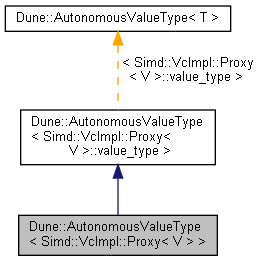 Dune::AutonomousValueType< T >
< Simd::VcImpl::Proxy
< V >::value_type >
Dune::AutonomousValueType
< Simd::VcImpl::Proxy<
V >::value_type >
Dune::AutonomousValueType
< Simd::VcImpl::Proxy< V > >